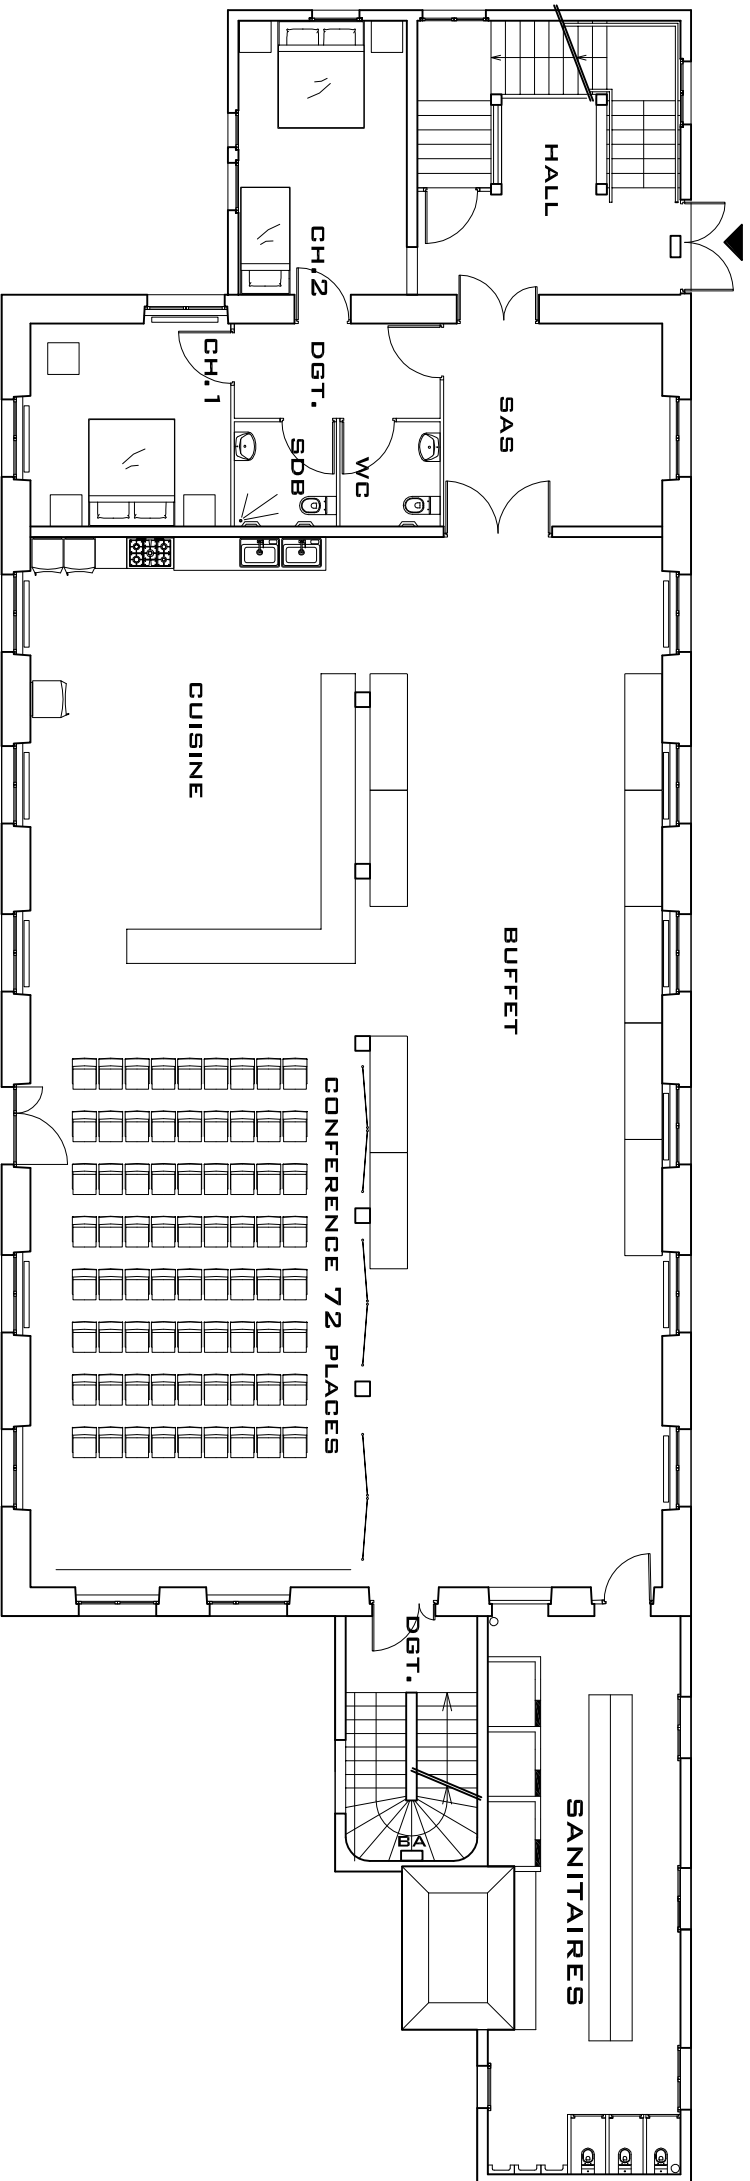 HALL
CH.2
CH.1
DGT.
SAS
SDB
WC
CUISINE
BUFFET
CONFERENCE 72 PLACES
DGT.
BA
SANITAIRES